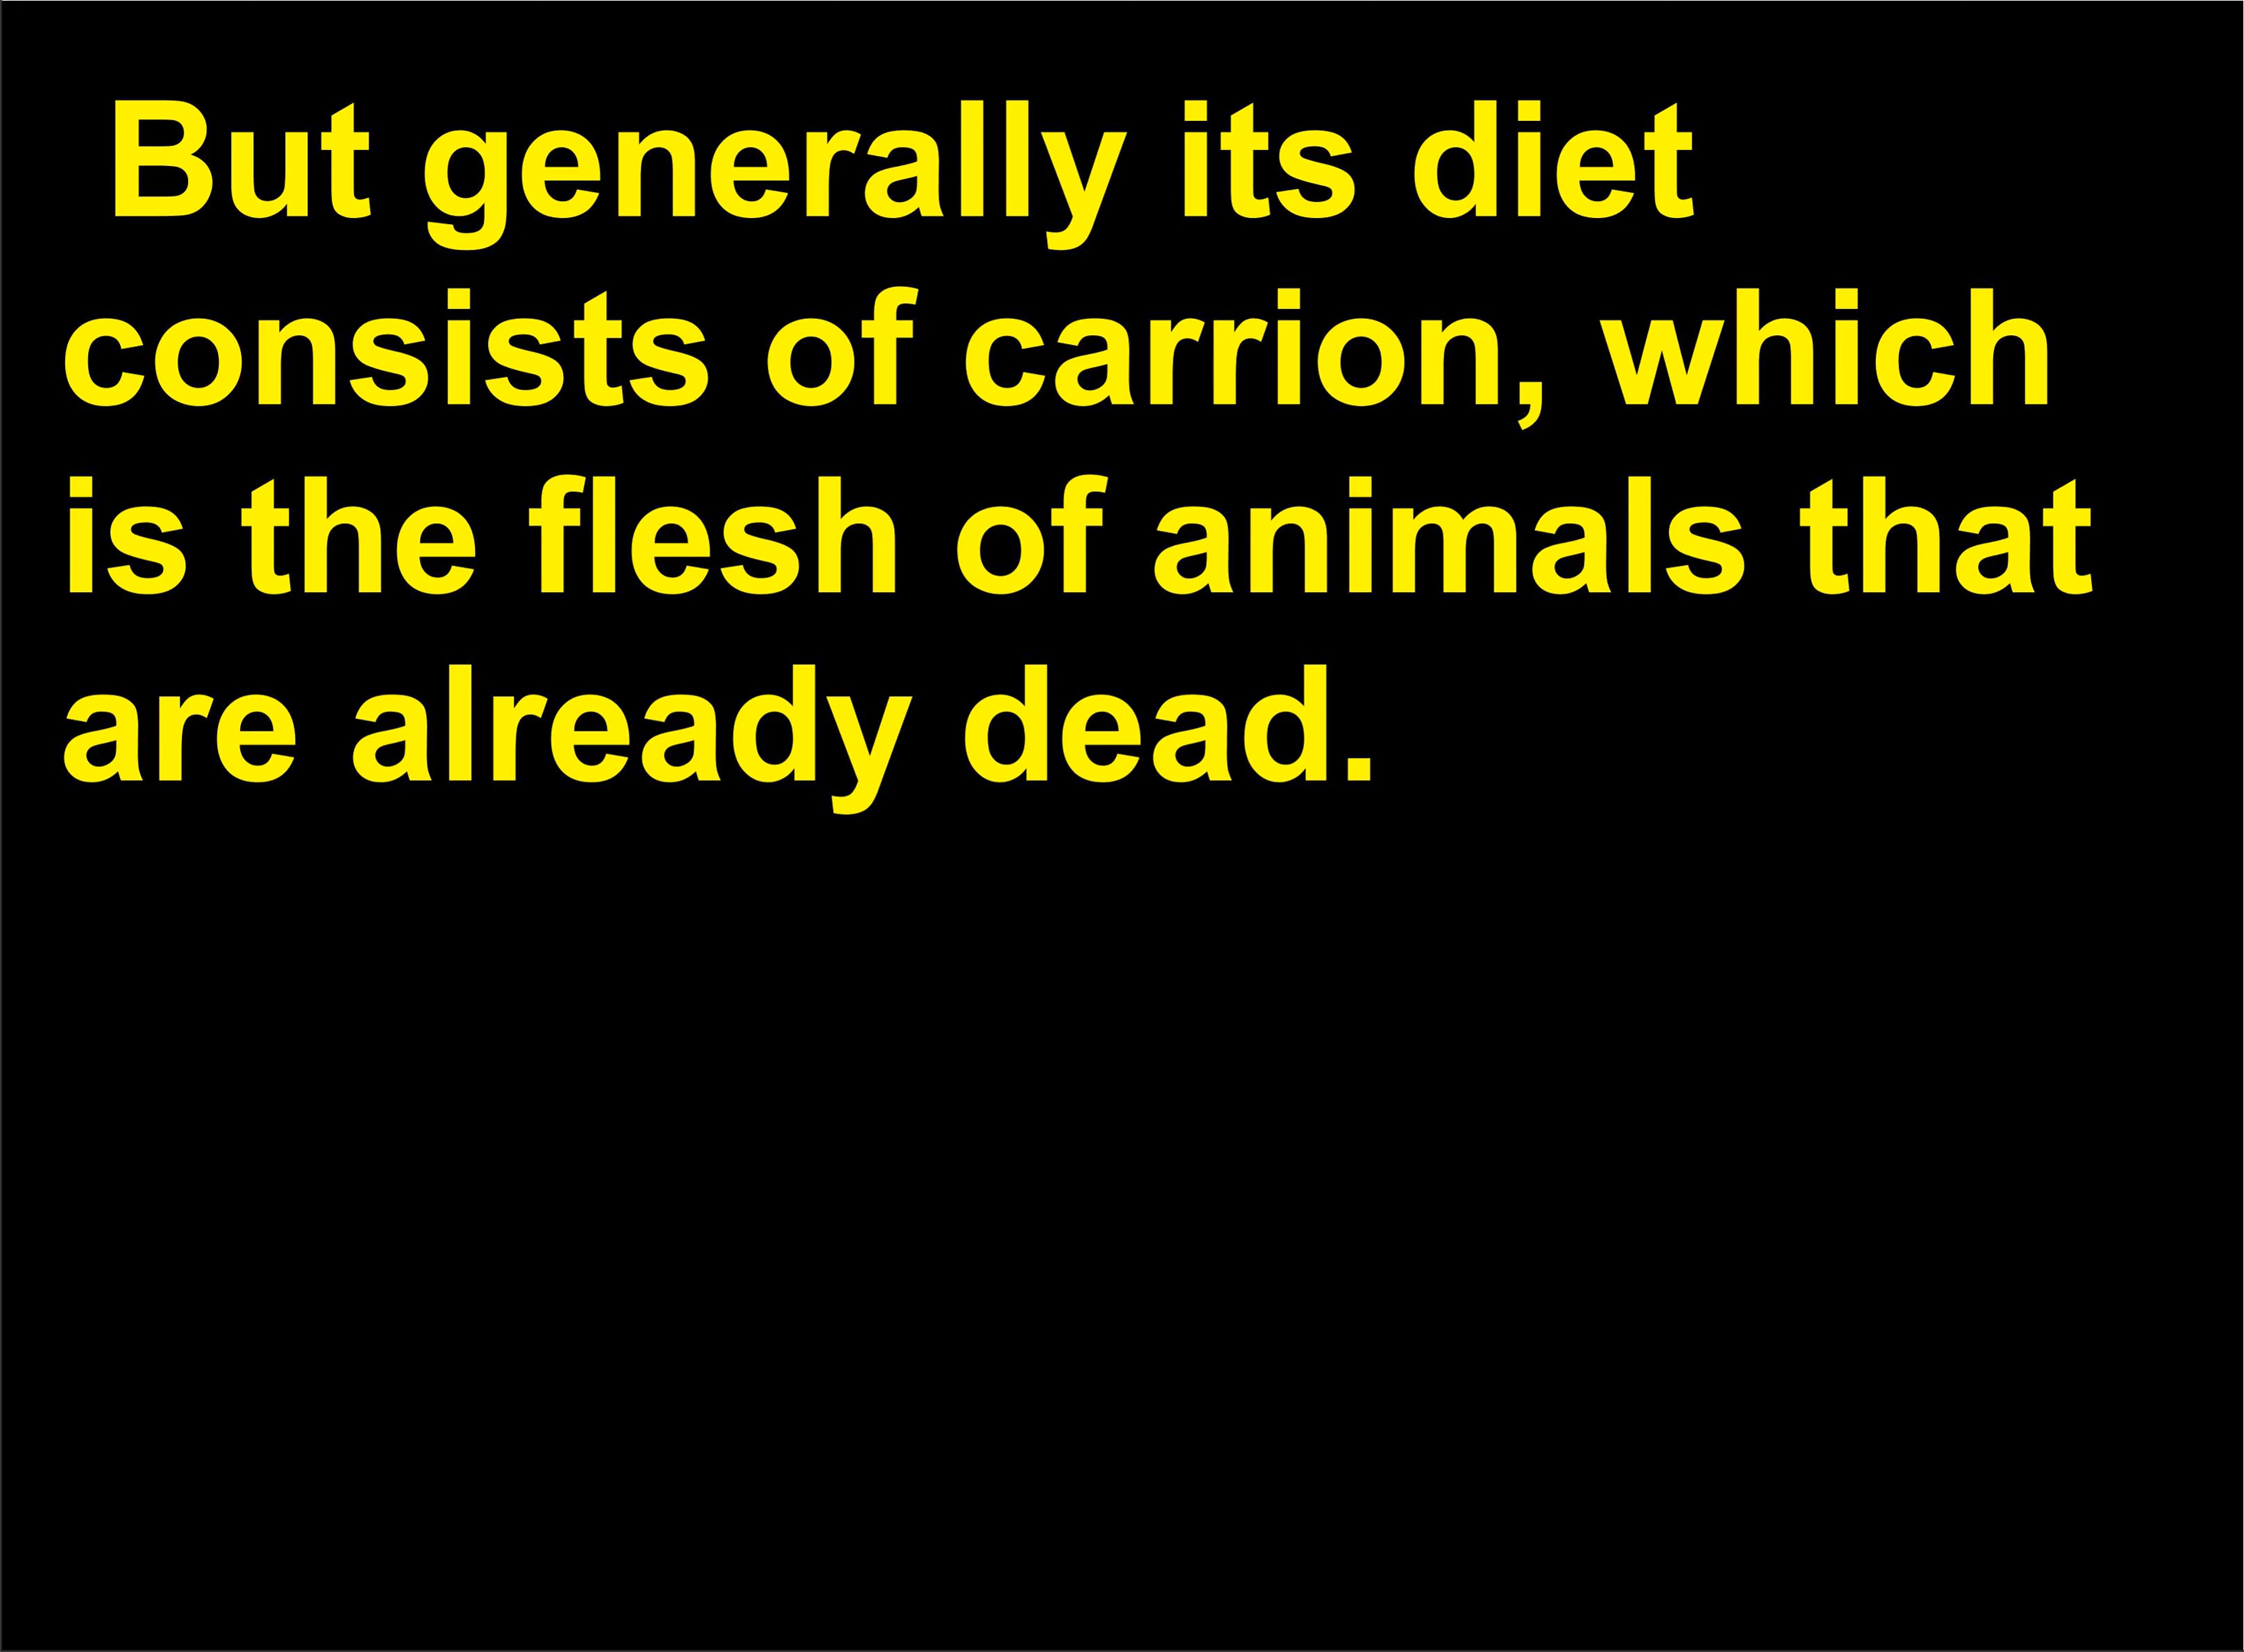 But generally its diet
consists of carrion, which
is the flesh of animals that
are already dead.